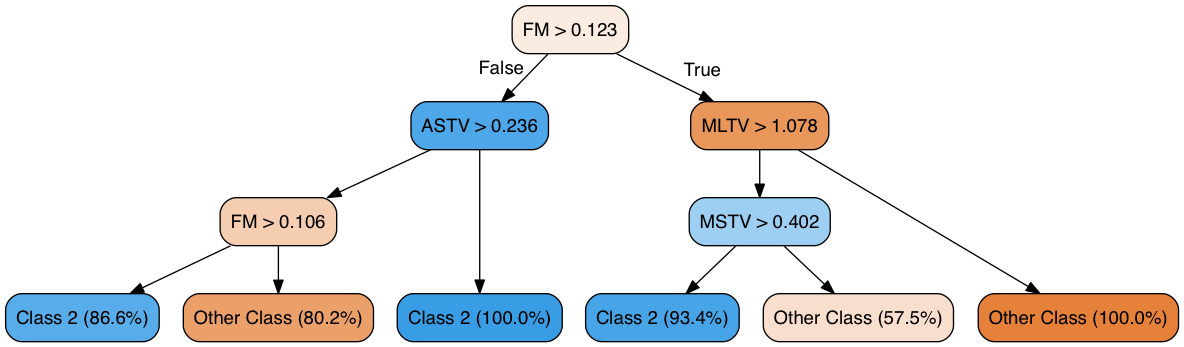 FM > 0.123
False
True
ASTV > 0.236
MLTV > 1.078
FM > 0.106
MSTV > 0.402
Class 2 (86.6%)
Other Class (80.2%)
Class 2 (100.0%)
Class 2 (93.4%)
Other Class (57.5%)
Other Class (100.0%)